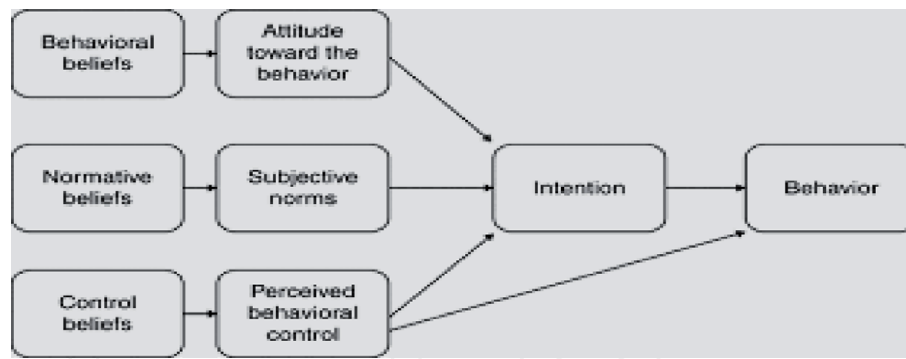 Behavioral
beliefs
Attitude
toward the
behavior
Normative
beliefs
Subjective
norms
Intention
Behavior
Control
beliefs
Perceived
behavioral
control